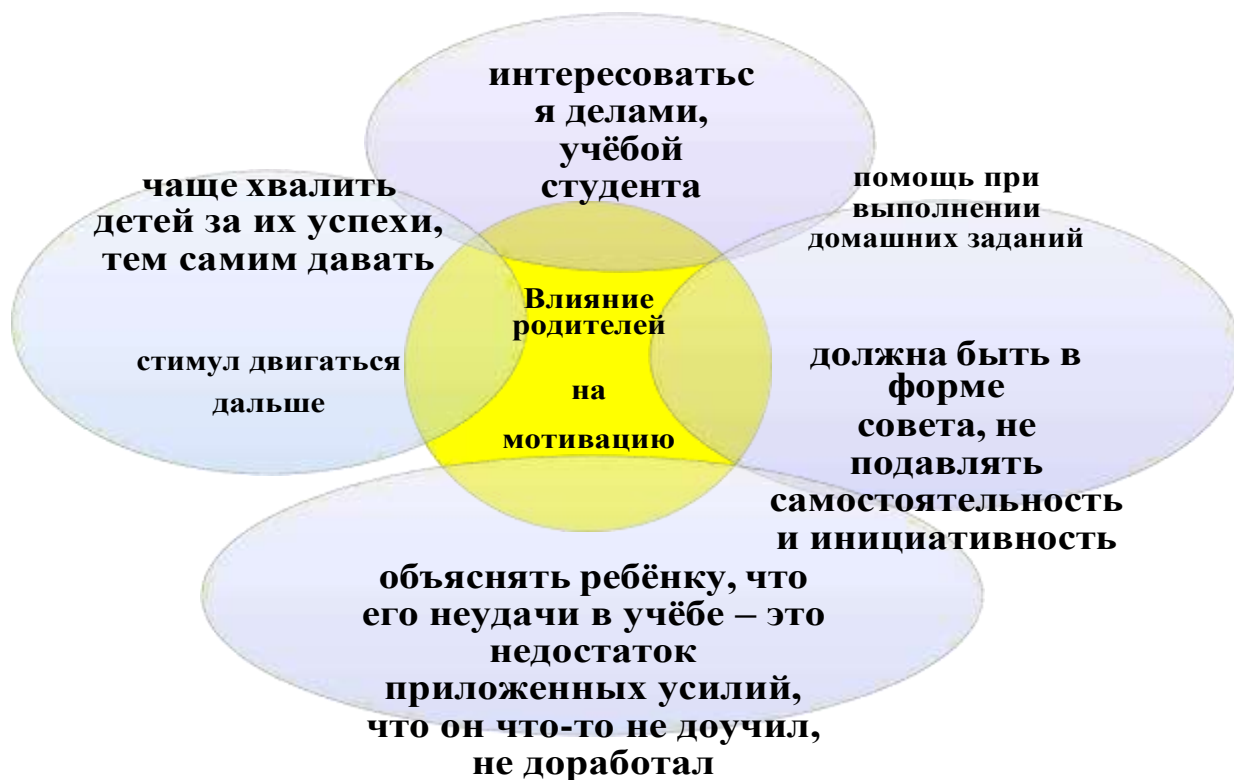 интересоватьс
я делами,
учёбой
студента
чаще хвалить
детей за их успехи,
тем самим давать
стимул двигаться
дальше
помощь при
выполнении
домашних заданий
должна быть в
форме
совета, не
подавлять
самостоятельность
и инициативность
Влияние
родителей
на
мотивацию
объяснять ребёнку, что
его неудачи в учёбе – это
недостаток
приложенных усилий,
что он что-то не доучил,
не доработал